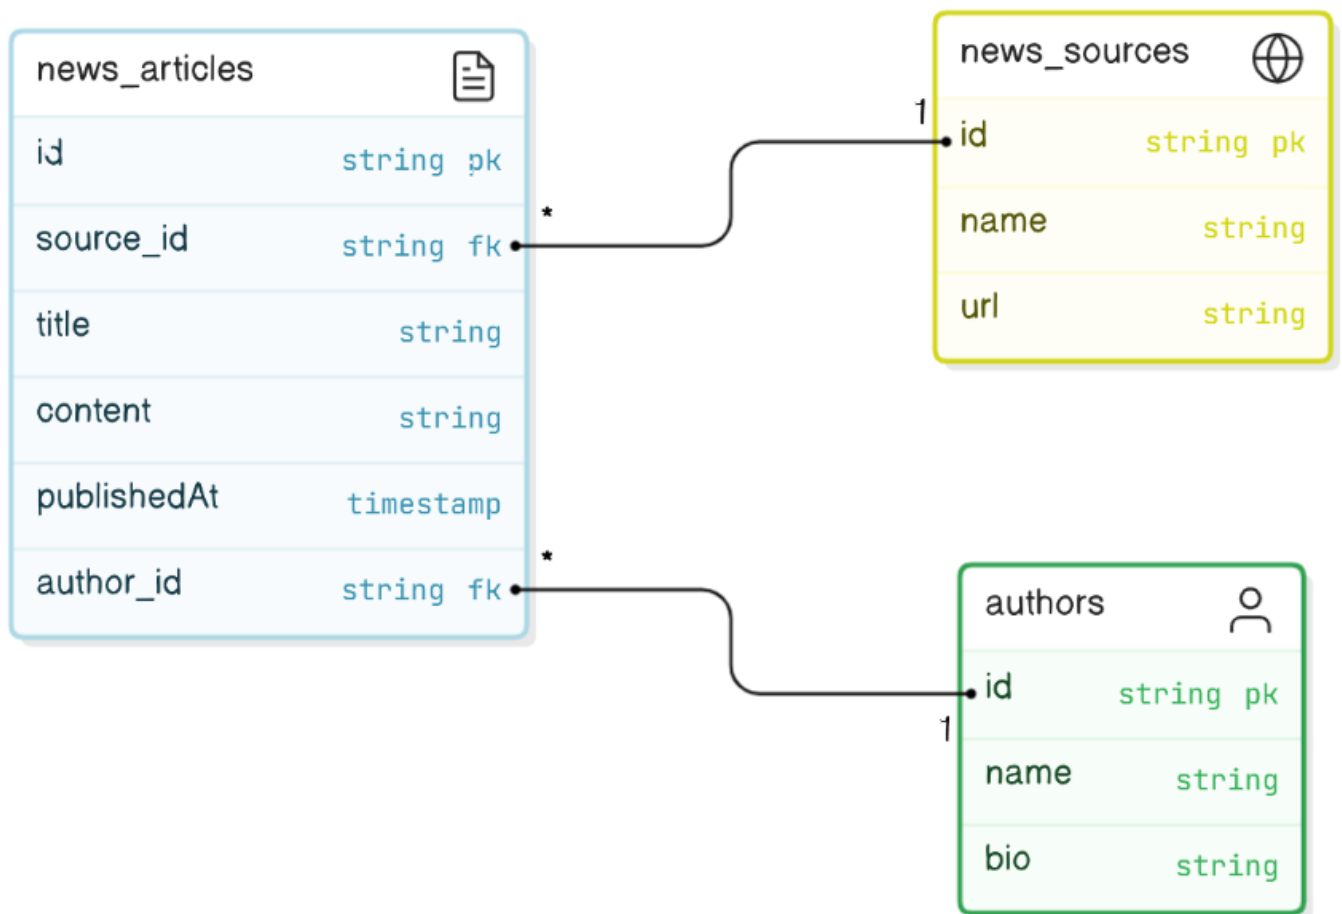 news_articles
id string pk
source_id string fk
title string
content string
publishedAt timestamp
author_id string fk
*
*
1
news_sources
id string pk
name string
url string
authors
id string pk
1
name string
bio string